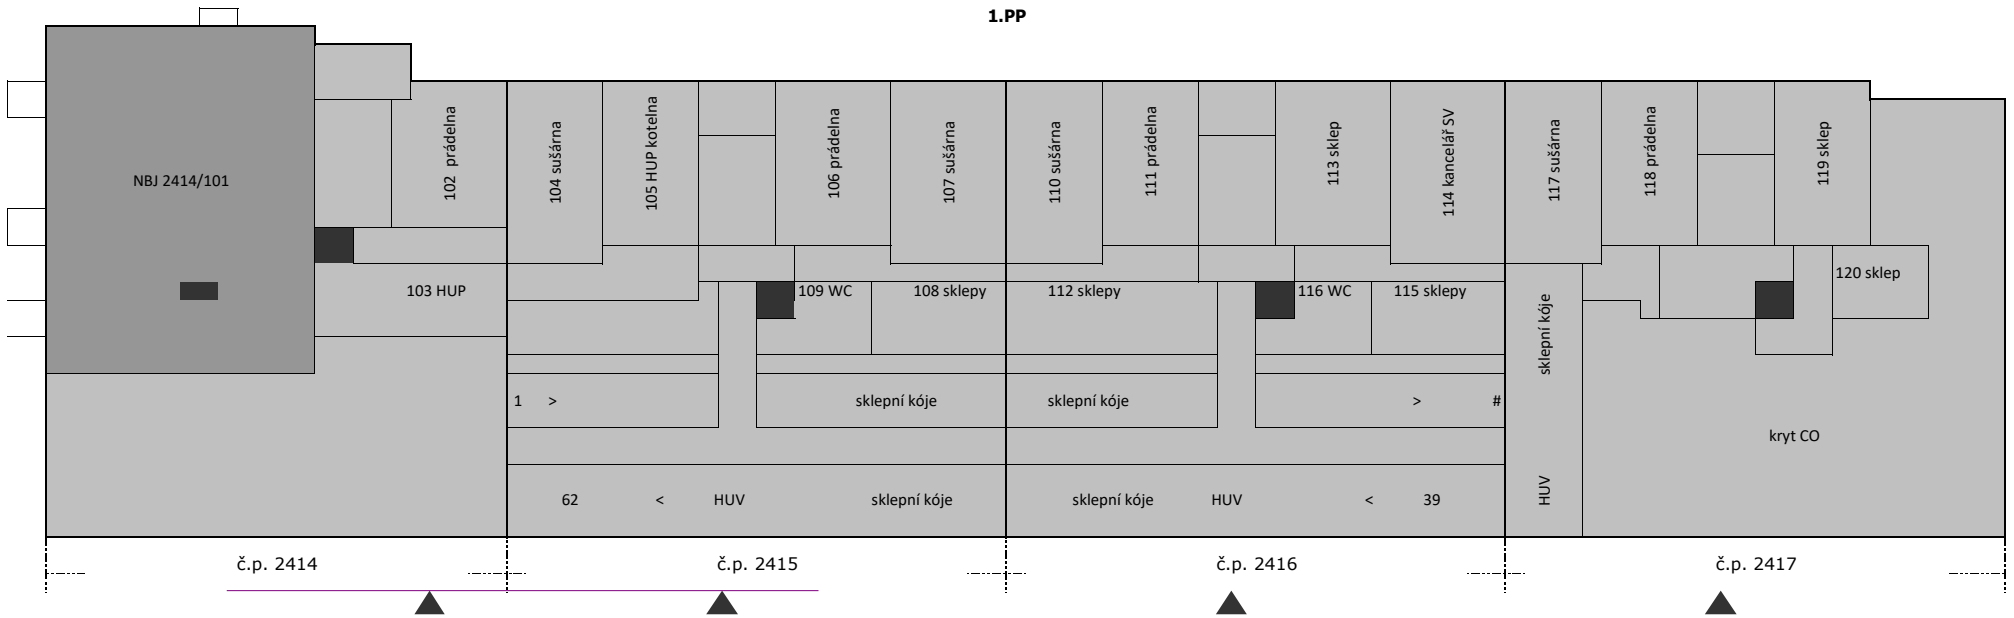 1.PP
NBJ 2414/101
102 prádelna
104 sušárna
105 HUP kotelna
106 prádelna
107 sušárna
110 sušárna
111 prádelna
113 sklep
114 kancelář SV
117 sušárna
118 prádelna
119 sklep
103 HUP
109 WC
108 sklepy
112 sklepy
116 WC
115 sklepy
sklepní kóje
120 sklep
1 >
sklepní kóje
sklepní kóje
> #
kryt CO
62 < HUV
sklepní kóje
sklepní kóje
HUV < 39
HUV
č.p. 2414
č.p. 2415
č.p. 2416
č.p. 2417